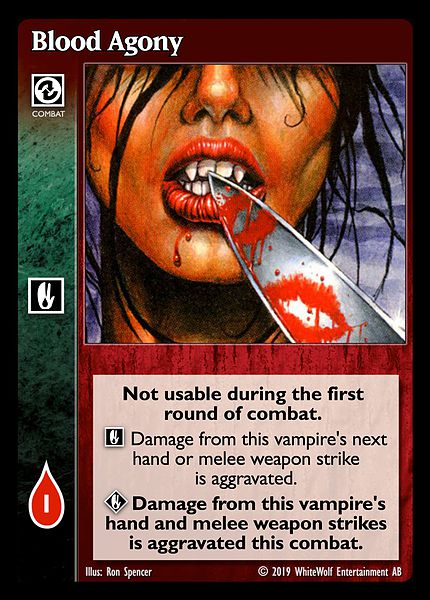 Blood Agony
COMBAT
Not usable during the first
round of combat.
Damage from this vampire's next
hand or melee weapon strike
is aggravated.
Damage from this vampire's
hand and melee weapon strikes
is aggravated this combat.
1
Illus: Ron Spencer
© 2019 WhiteWolf Entertainment AB